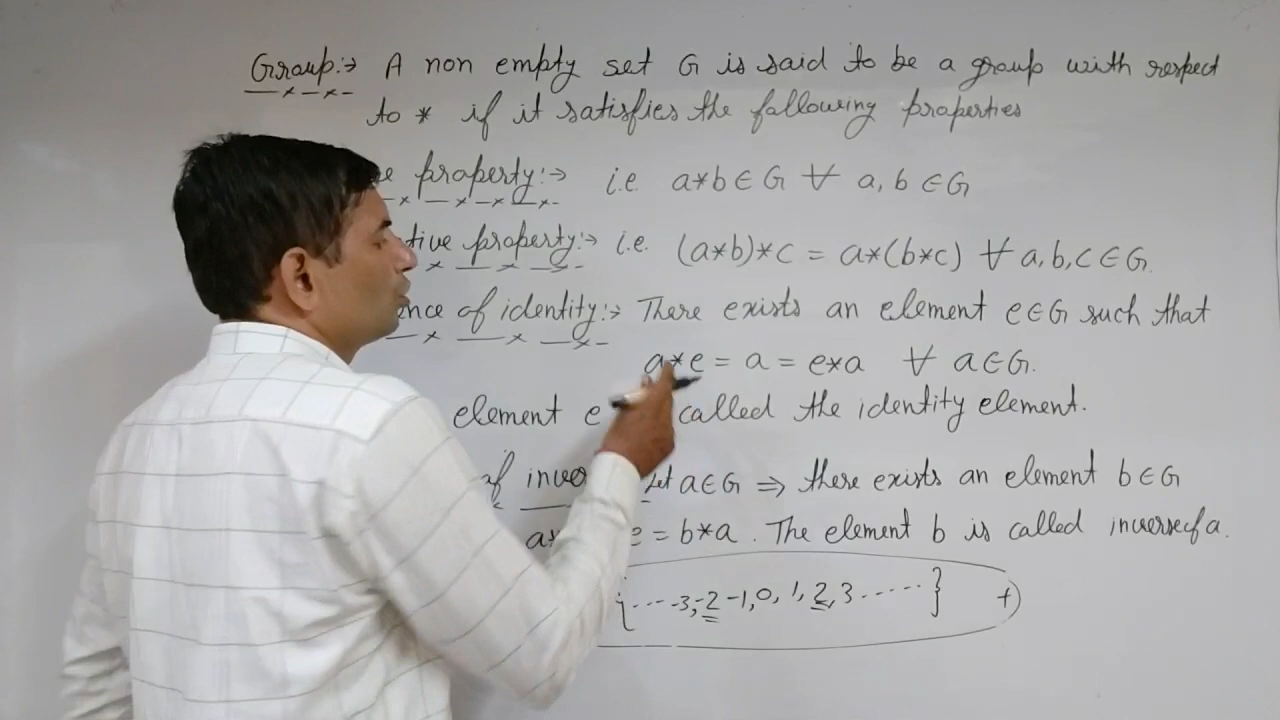 Group:→ A non empty set G is said to be a group with respect
to * if it satisfies the following properties
property:→ i.e. a*b∈G ∀ a,b∈G
property:→ i.e. (a*b)*c = a*(b*c) ∀ a,b,c∈G.
of identity:→ There exists an element e∈G such that
a*e = a = e*a ∀ a∈G.
element e called the identity element.
of Let a∈G ⇒ there exists an element b∈G
e = b*a. The element b is called inverse of a.
{.... -3,-2 -1,0, 1, 2, 3 ......} +)